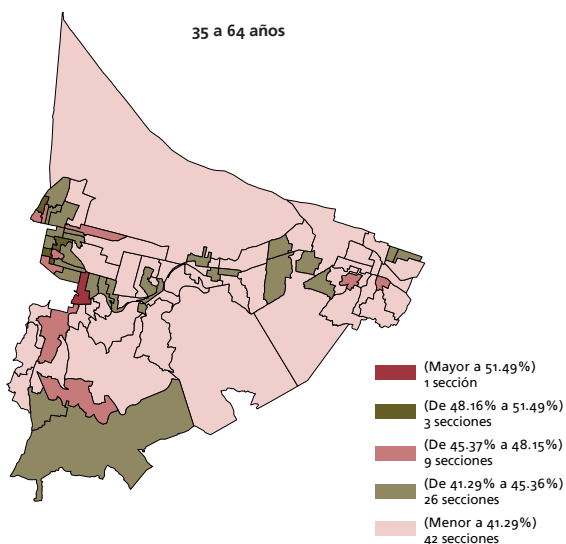 35 a 64 años
(Mayor a 51.49%)
1 sección
(De 48.16% a 51.49%)
3 secciones
(De 45.37% a 48.15%)
9 secciones
(De 41.29% a 45.36%)
26 secciones
(Menor a 41.29%)
42 secciones